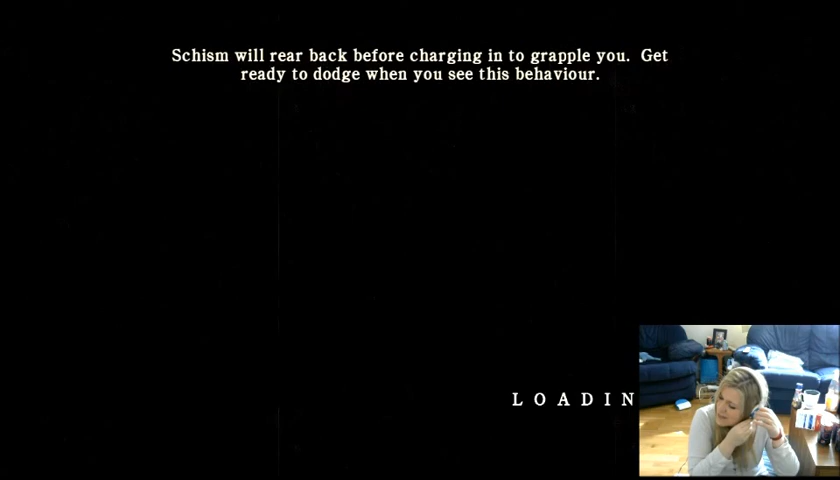 Schism will rear back before charging in to grapple you. Get
ready to dodge when you see this behaviour.
LOADIN